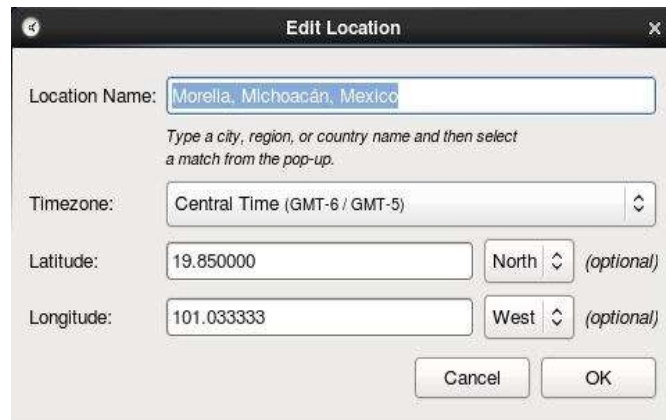 Edit Location
Location Name: Morelia, Michoacán, Mexico
Type a city, region, or country name and then select
a match from the pop-up.
Timezone: Central Time (GMT-6 / GMT-5)
Latitude: 19.850000 North (optional)
Longitude: 101.033333 West (optional)
Cancel OK